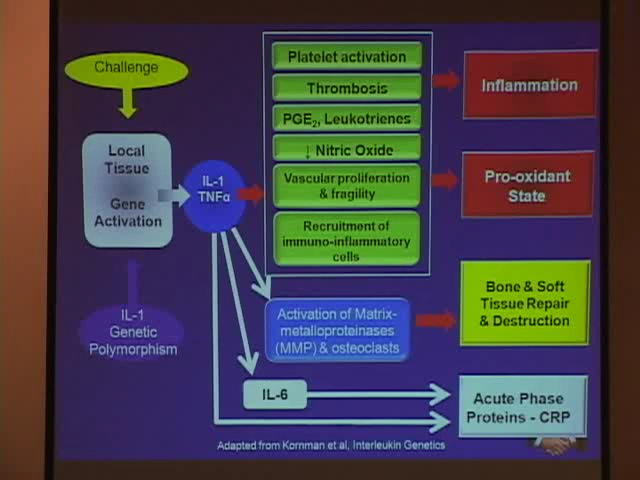 Challenge
Local
Tissue
Gene
Activation
IL-1
Genetic
Polymorphism
IL-1
TNFα
Platelet activation
Thrombosis
PGE2, Leukotrienes
↓ Nitric Oxide
Vascular proliferation
& fragility
Recruitment of
immuno-inflammatory
cells
Activation of Matrix-
metalloproteinases
(MMP) & osteoclasts
IL-6
Inflammation
Pro-oxidant
State
Bone & Soft
Tissue Repair
& Destruction
Acute Phase
Proteins - CRP
Adapted from Kornman et al, Interleukin Genetics